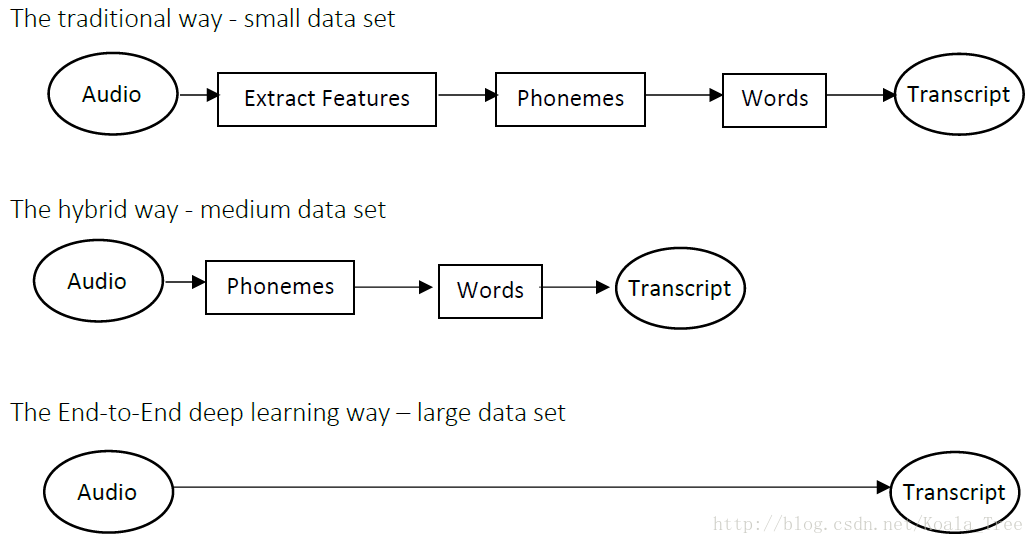 The traditional way - small data set
Audio
Extract Features
Phonemes
Words
Transcript
The hybrid way - medium data set
Audio
Phonemes
Words
Transcript
The End-to-End deep learning way – large data set
Audio
Transcript
http://blog.csdn.net/Koala_Tree